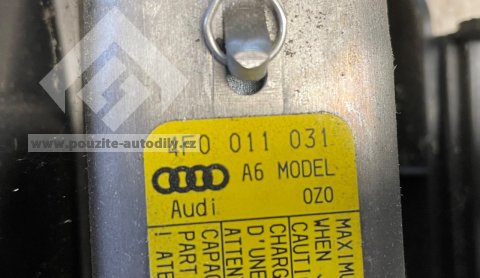 4F0 011 031
www.pouzite-autodily.cz
A6 MODEL
Audi 0Z0
MAXIM
WHEN
CAUTI
CHARG
D'UNE
ATTEN
CAPAC
PART
! ATE